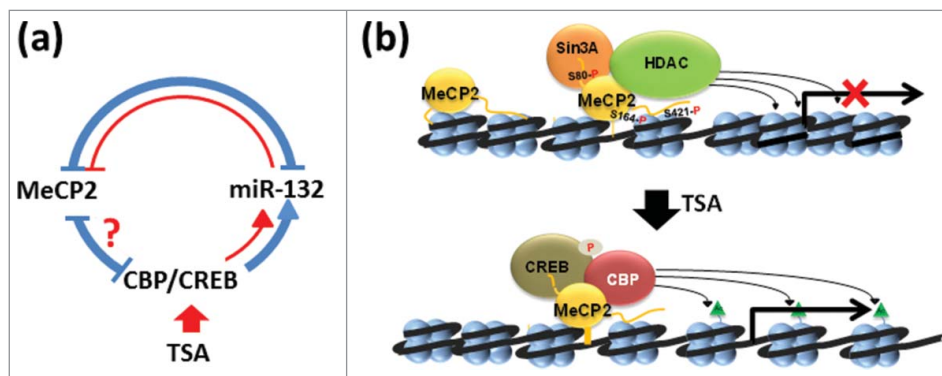 (a)
MeCP2
miR-132
?
CBP/CREB
TSA
(b)
Sin3A
HDAC
S80-P
MeCP2
MeCP2
S164-P
S421-P
TSA
P
CREB
CBP
MeCP2